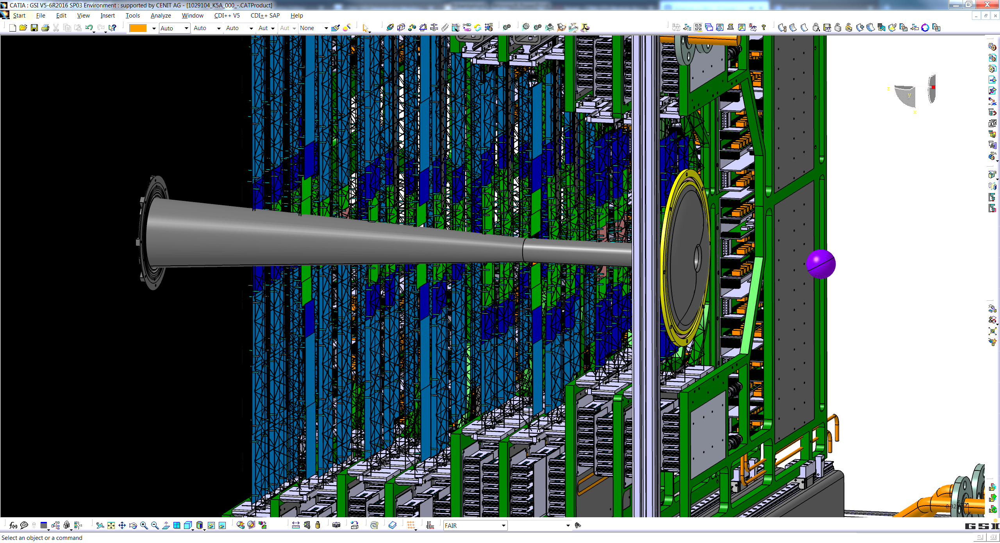 CATIA : GSI V5-6R2016 SP03 Environment : supported by CENIT AG - [1029104_K5A_000_-.CATProduct]
Start File Edit View Insert Tools Analyze Window CDI++ V5 CDI±+ SAP Help
Auto Auto Auto Aut Aut None
z
x
FAIR
GSI
Select an object or a command